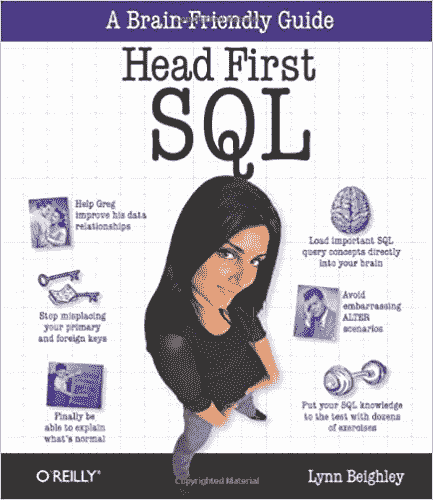 A Brain-Friendly Guide
Head First
SQL
Help Greg
improve his data
relationships
Load important SQL
query concepts directly
into your brain
Stop misplacing
your primary
and foreign keys
Avoid
embarrassing
ALTER
scenarios
Finally be
able to explain
what's normal
Put your SQL knowledge
to the test with dozens
of exercises
O'REILLY®
Copyrighted Material
Lynn Beighley